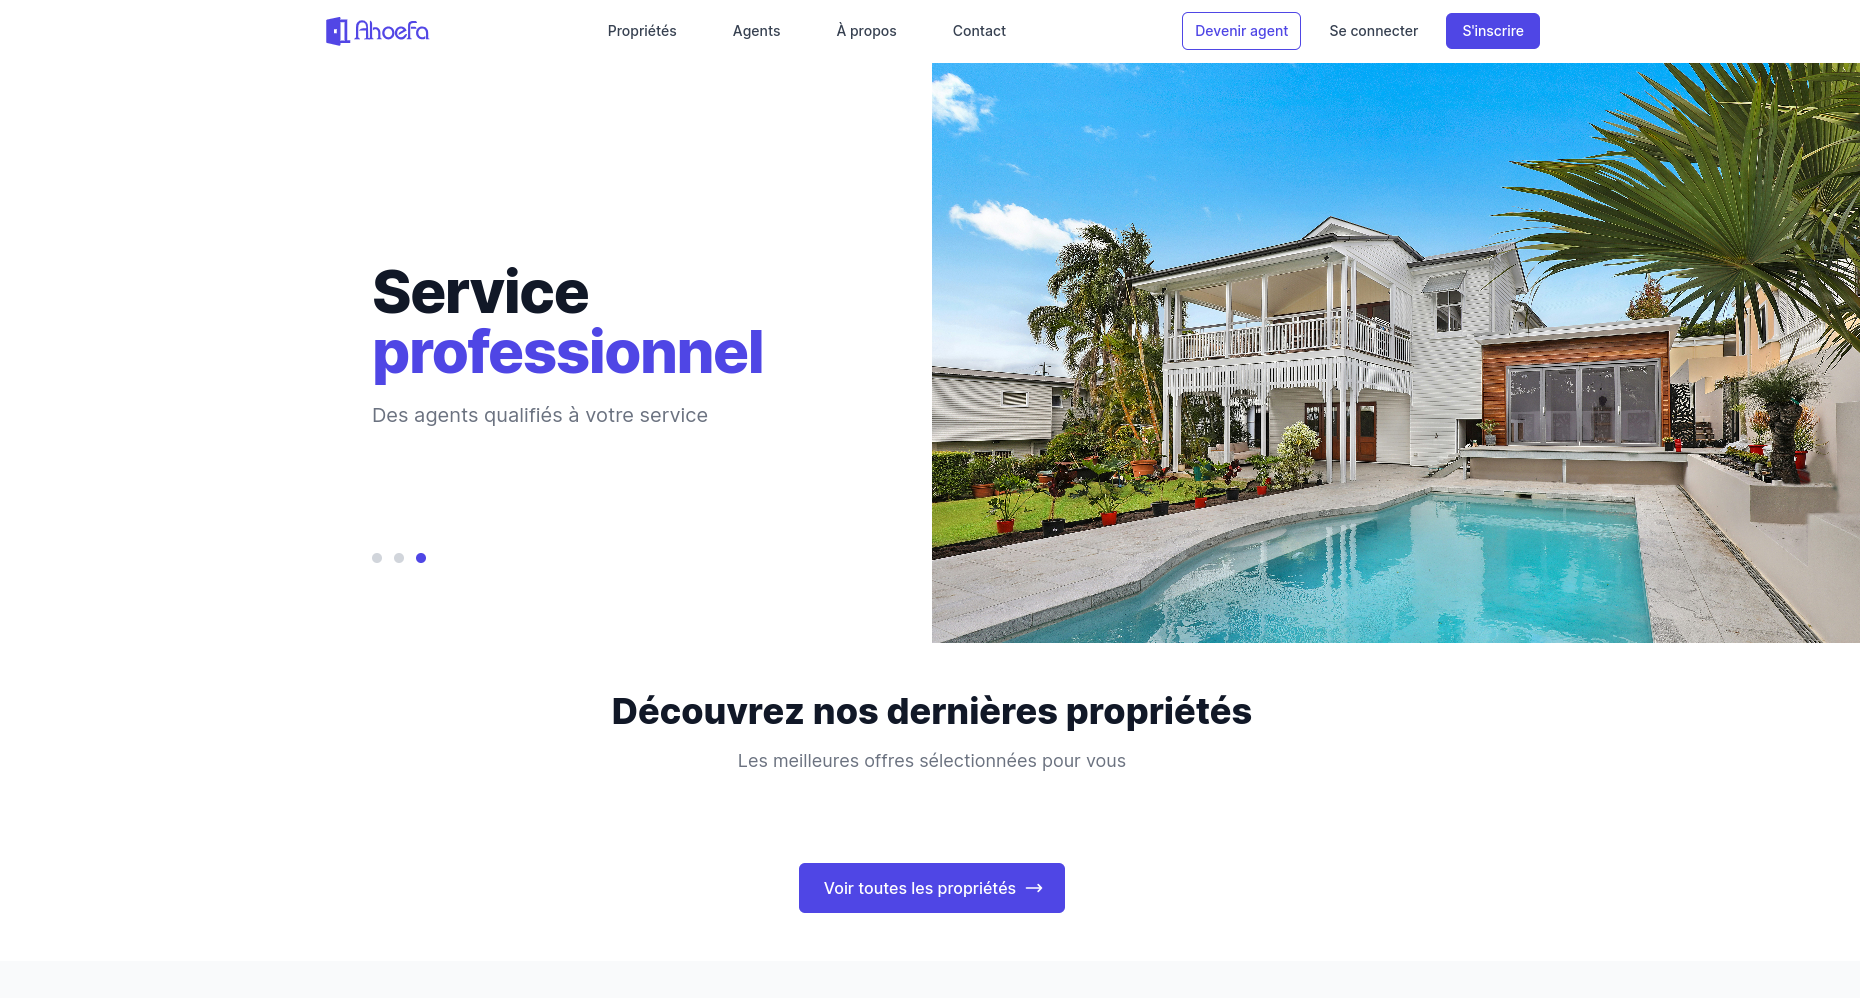 Ahoefa
Propriétés
Agents
À propos
Contact
Devenir agent
Se connecter
S'inscrire
Service
professionnel
Des agents qualifiés à votre service
Découvrez nos dernières propriétés
Les meilleures offres sélectionnées pour vous
Voir toutes les propriétés